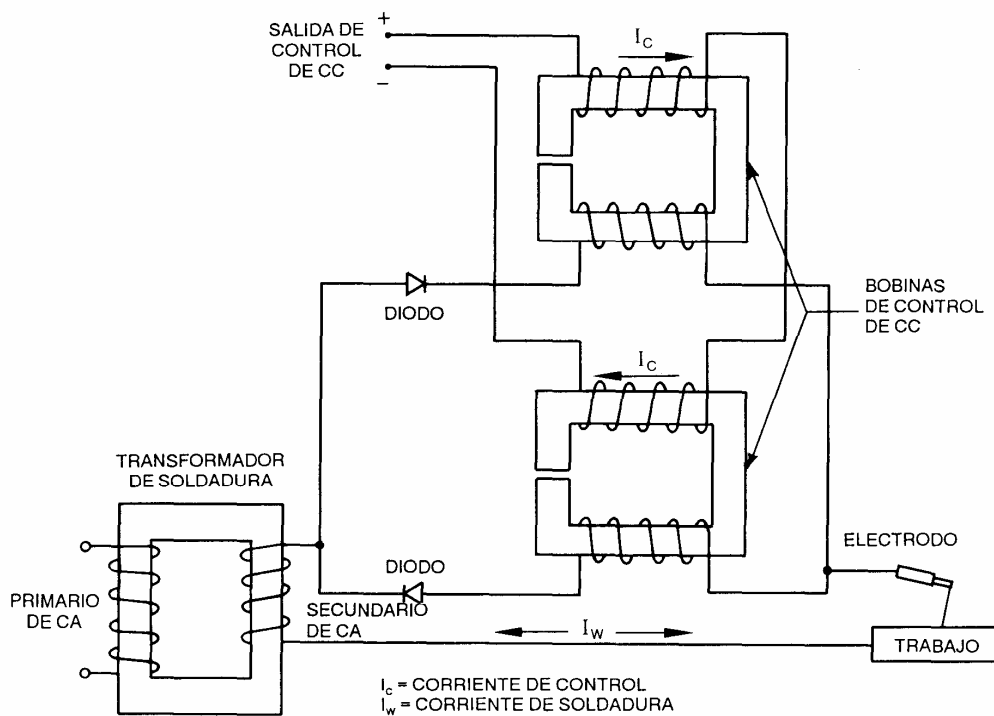 +
SALIDA DE
CONTROL
DE CC
−
I_C
DIODO
BOBINAS
DE CONTROL
DE CC
I_C
TRANSFORMADOR
DE SOLDADURA
DIODO
ELECTRODO
PRIMARIO
DE CA
SECUNDARIO
DE CA
I_W
TRABAJO
I_c = CORRIENTE DE CONTROL
I_w = CORRIENTE DE SOLDADURA